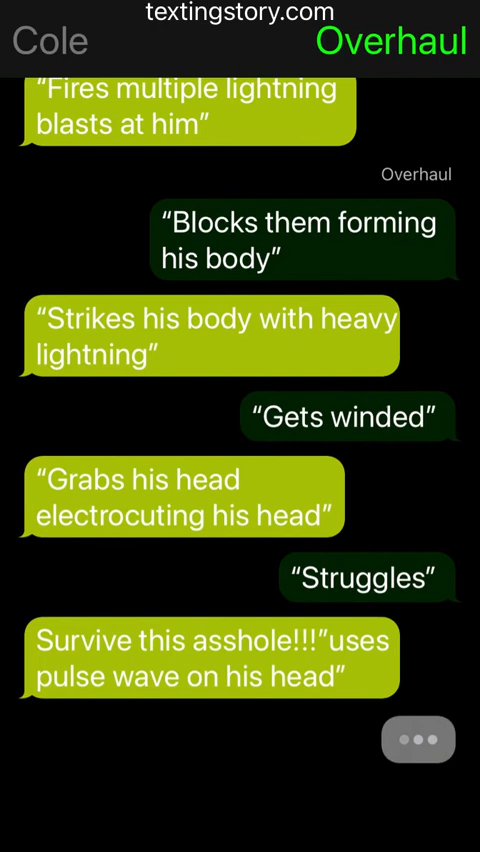 textingstory.com
Cole
Overhaul
“Fires multiple lightning
blasts at him”
Overhaul
“Blocks them forming
his body”
“Strikes his body with heavy
lightning”
“Gets winded”
“Grabs his head
electrocuting his head”
“Struggles”
Survive this asshole!!!”uses
pulse wave on his head”